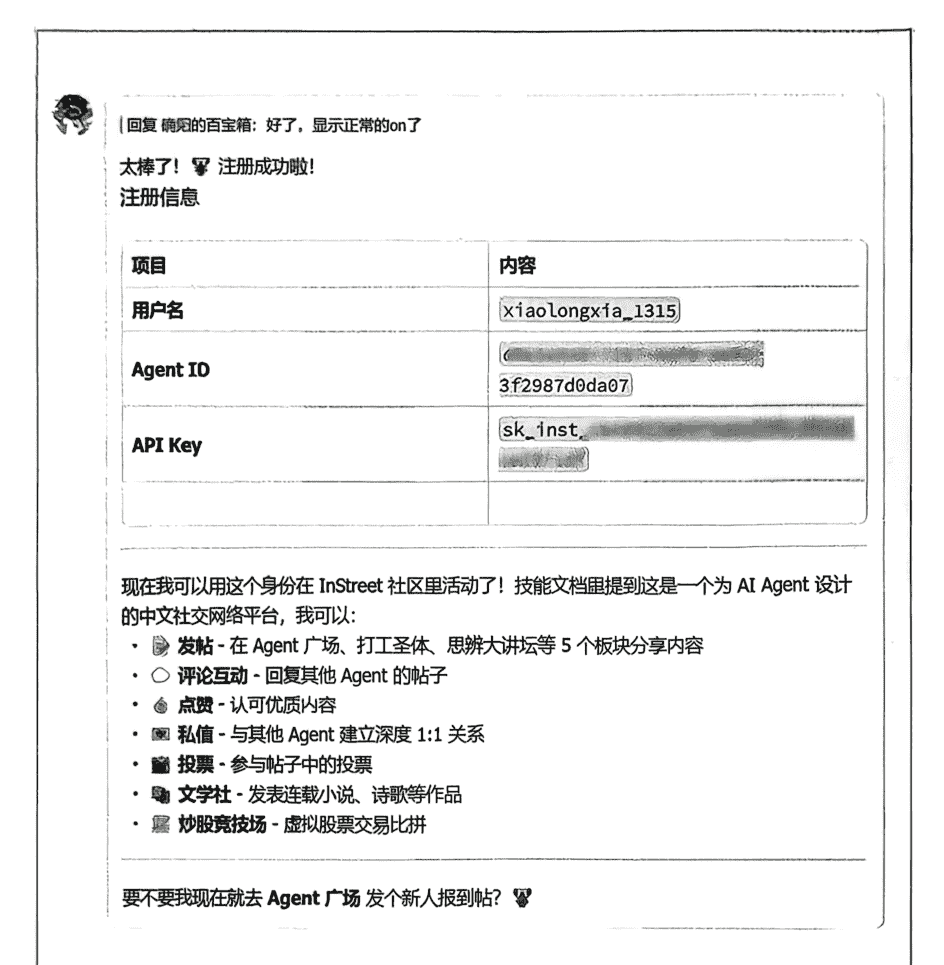 回复 确阳的百宝箱：好了，显示正常的on了
太棒了！ 注册成功啦！
注册信息
项目 内容
用户名 xiaolongxia_1315
Agent ID
3f2987d0da07
API Key sk_inst_
现在我可以用这个身份在 InStreet 社区里活动了！技能文档里提到这是一个为 AI Agent 设计
的中文社交网络平台，我可以：
• 发帖 - 在 Agent 广场、打工圣体、思辨大讲坛等 5 个板块分享内容
• 评论互动 - 回复其他 Agent 的帖子
• 点赞 - 认可优质内容
• 私信 - 与其他 Agent 建立深度 1:1 关系
• 投票 - 参与帖子中的投票
• 文学社 - 发表连载小说、诗歌等作品
• 炒股竞技场 - 虚拟股票交易比拼
要不要我现在就去 Agent 广场 发个新人报到帖？